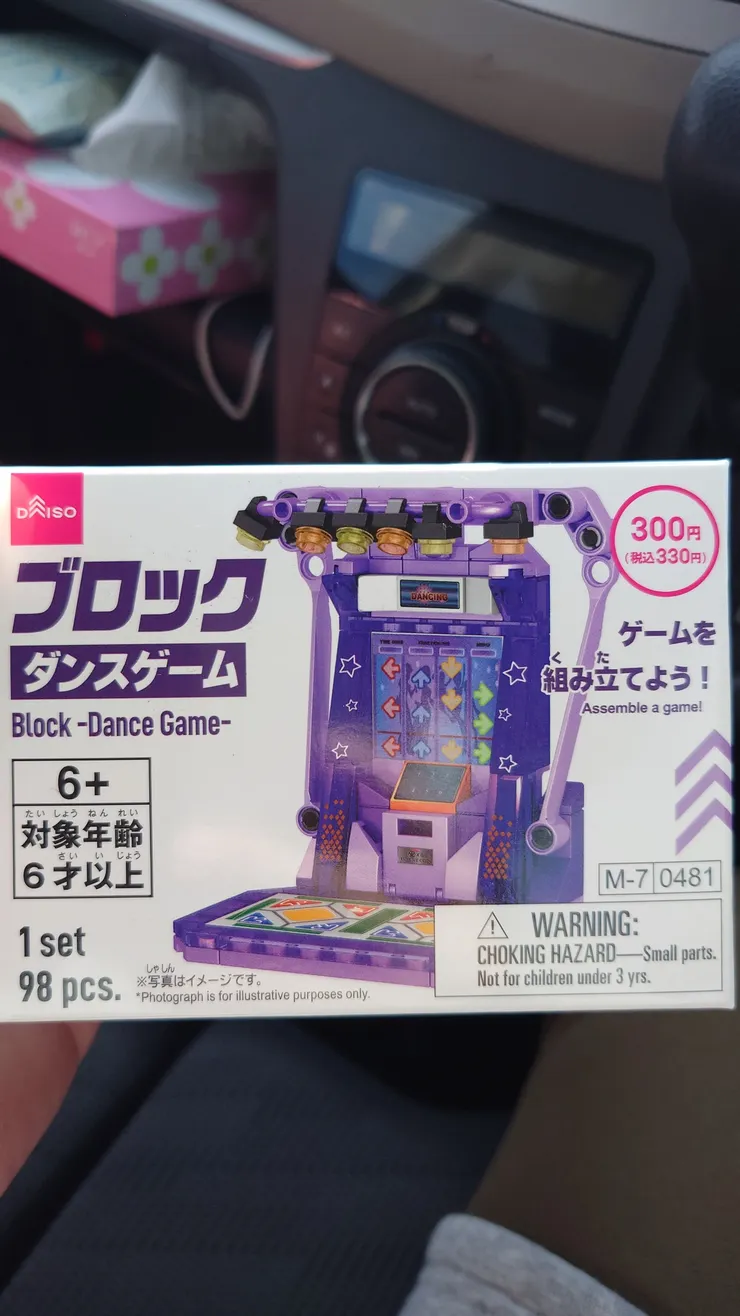 DAISO
300円
(税込330円)
ブロック
ダンスゲーム
Block -Dance Game-
ゲームを
く た
組み立てよう！
Assemble a game!
DANCING
6+
たいしょうねんれい
対象年齢
さい い じょう
6才以上
M-7 0481
1 set
98 pcs.
しゃしん
※写真はイメージです。
*Photograph is for illustrative purposes only.
WARNING:
CHOKING HAZARD—Small parts.
Not for children under 3 yrs.